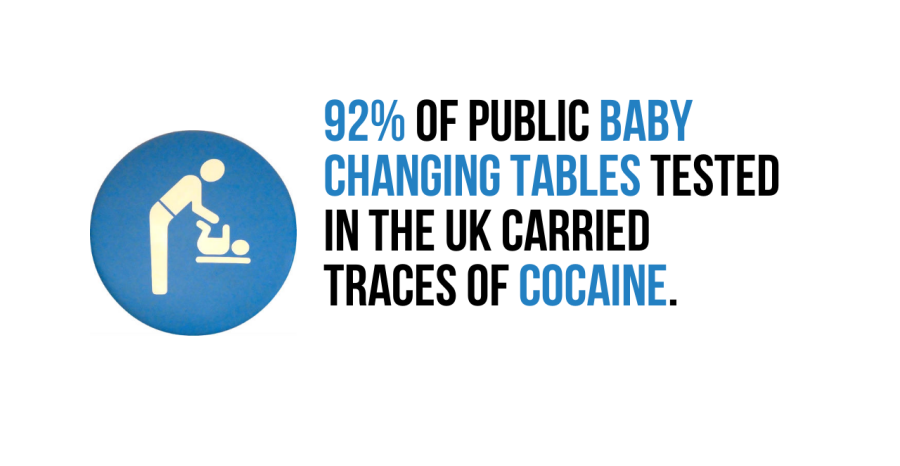 92% OF PUBLIC BABY
CHANGING TABLES TESTED
IN THE UK CARRIED
TRACES OF COCAINE.